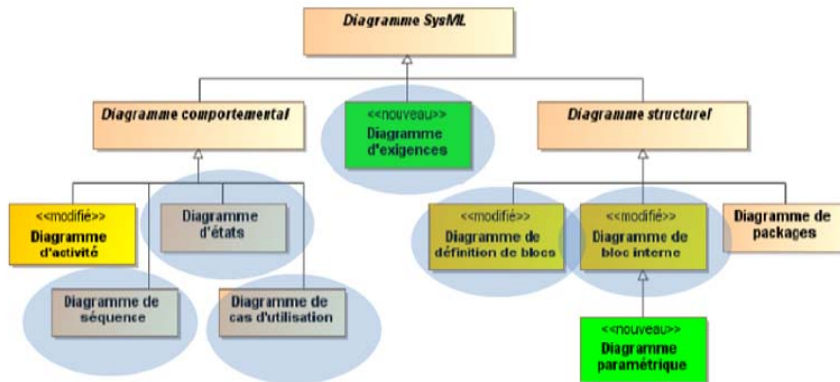 Diagramme SysML
Diagramme comportemental
<<nouveau>>
Diagramme
d'exigences
Diagramme structurel
<<modifié>>
Diagramme
d'activité
Diagramme
d'états
<<modifié>>
Diagramme de
définition de blocs
<<modifié>>
Diagramme de
bloc interne
Diagramme de
packages
Diagramme de
séquence
Diagramme de
cas d'utilisation
<<nouveau>>
Diagramme
paramétrique